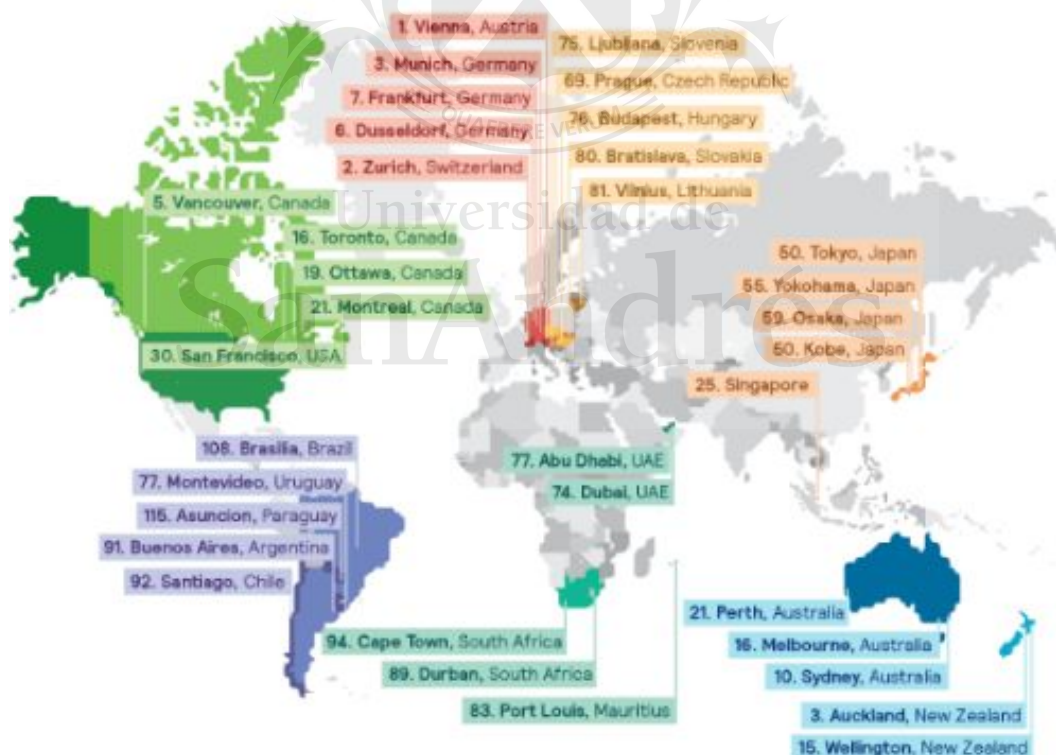 1. Vienna, Austria
3. Munich, Germany
7. Frankfurt, Germany
6. Dusseldorf, Germany
2. Zurich, Switzerland
75. Ljubljana, Slovenia
69. Prague, Czech Republic
76. Budapest, Hungary
80. Bratislava, Slovakia
81. Vilnius, Lithuania
QUAERERE VERUM
Universidad de
SanAndrés
5. Vancouver, Canada
16. Toronto, Canada
19. Ottawa, Canada
21. Montreal, Canada
30. San Francisco, USA
50. Tokyo, Japan
55. Yokohama, Japan
59. Osaka, Japan
50. Kobe, Japan
25. Singapore
108. Brasilia, Brazil
77. Montevideo, Uruguay
115. Asuncion, Paraguay
91. Buenos Aires, Argentina
92. Santiago, Chile
77. Abu Dhabi, UAE
74. Dubai, UAE
94. Cape Town, South Africa
89. Durban, South Africa
83. Port Louis, Mauritius
21. Perth, Australia
16. Melbourne, Australia
10. Sydney, Australia
3. Auckland, New Zealand
15. Wellington, New Zealand